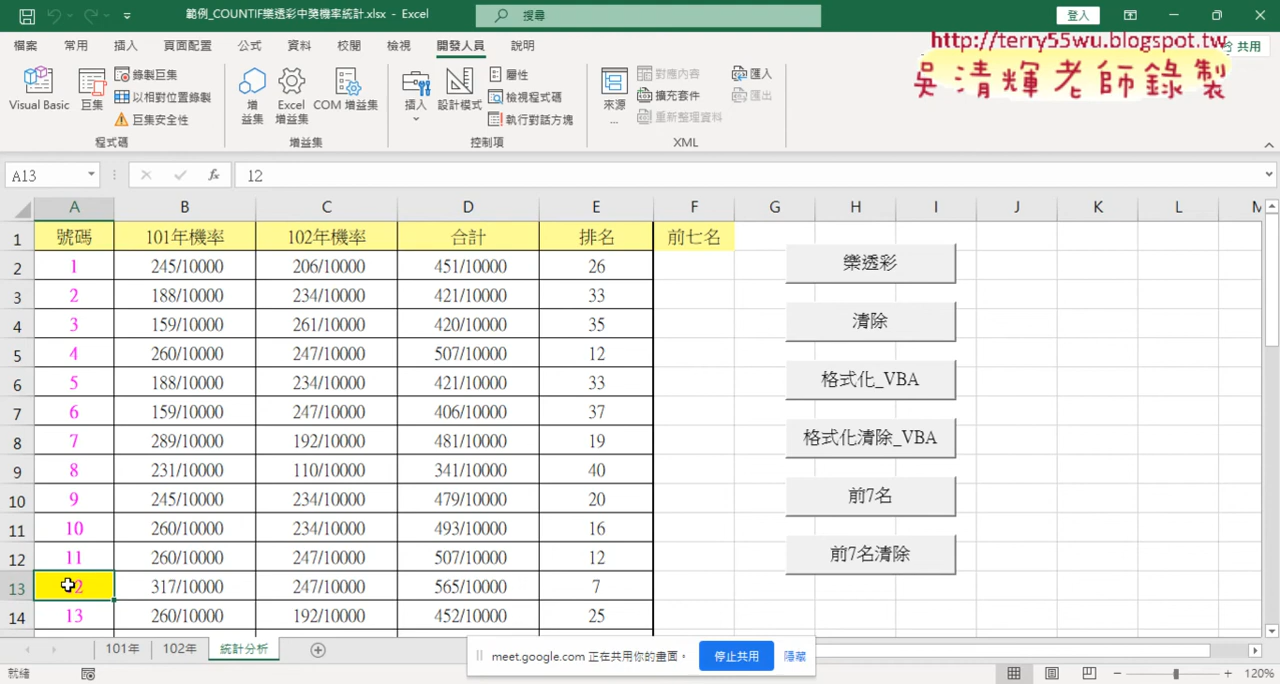 範例_COUNTIF樂透彩中獎機率統計.xlsx - Excel
搜尋
登入
檔案 常用 插入 頁面配置 公式 資料 校閱 檢視 開發人員 說明
共用
http://terry55wu.blogspot.tw
吳清輝老師錄製
Visual Basic
巨集
錄製巨集
以相對位置錄製
巨集安全性
程式碼
增益集
Excel 增益集
COM 增益集
增益集
插入
設計模式
屬性
檢視程式碼
執行對話方塊
控制項
來源
...
對應內容
擴充套件
重新整理資料
匯入
匯出
XML
A13 fx 12
A B C D E F G H I J K L M
1 號碼 101年機率 102年機率 合計 排名 前七名
2 1 245/10000 206/10000 451/10000 26
3 2 188/10000 234/10000 421/10000 33
4 3 159/10000 261/10000 420/10000 35
5 4 260/10000 247/10000 507/10000 12
6 5 188/10000 234/10000 421/10000 33
7 6 159/10000 247/10000 406/10000 37
8 7 289/10000 192/10000 481/10000 19
9 8 231/10000 110/10000 341/10000 40
10 9 245/10000 234/10000 479/10000 20
11 10 260/10000 234/10000 493/10000 16
12 11 260/10000 247/10000 507/10000 12
13 12 317/10000 247/10000 565/10000 7
14 13 260/10000 192/10000 452/10000 25
樂透彩
清除
格式化_VBA
格式化清除_VBA
前7名
前7名清除
101年 102年 統計分析
meet.google.com 正在共用你的畫面。 停止共用 隱藏
就緒
120%